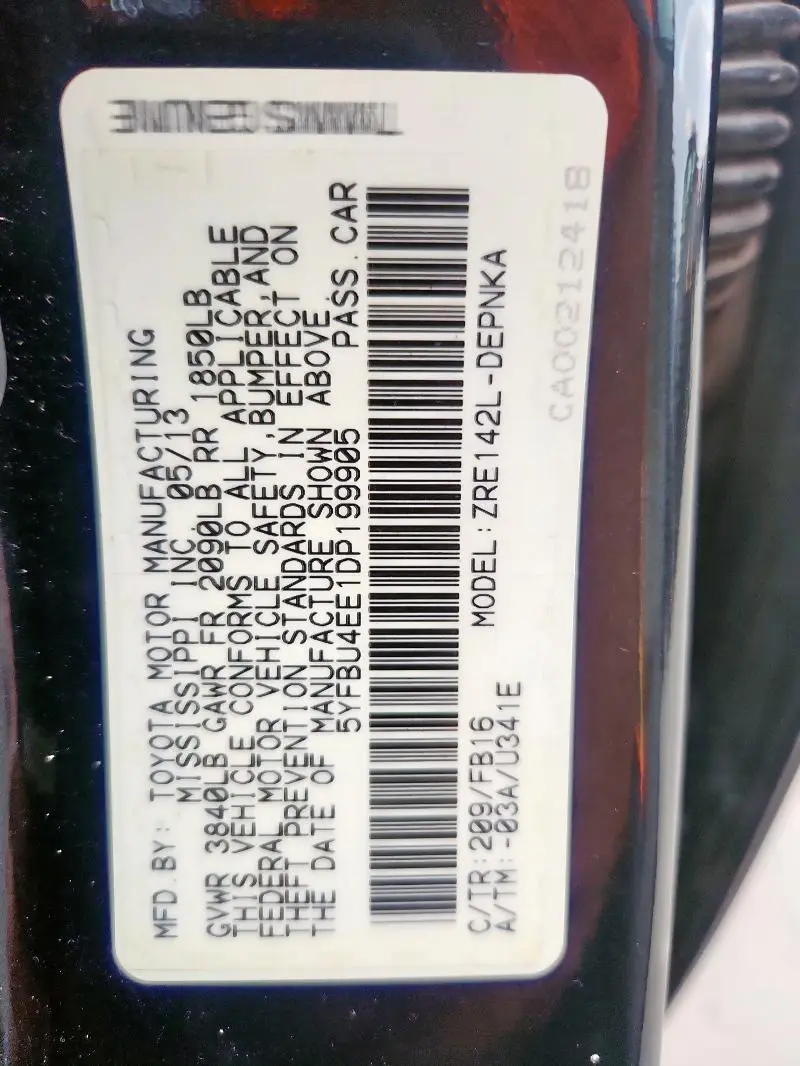 MFD.BY: TOYOTA MOTOR MANUFACTURING
MISSISSIPPI INC. 05/13
GVWR 3840LB GAWR FR 2090LB RR 1850LB
THIS VEHICLE CONFORMS TO ALL APPLICABLE
FEDERAL MOTOR VEHICLE SAFETY,BUMPER,AND
THEFT PREVENTION STANDARDS IN EFFECT ON
THE DATE OF MANUFACTURE SHOWN ABOVE.
5YFBU4EE1DP199905 PASS.CAR
MODEL:ZRE142L-DEPNKA
C/TR:209/FB16
A/TM:-03A/U341E
CA00212418